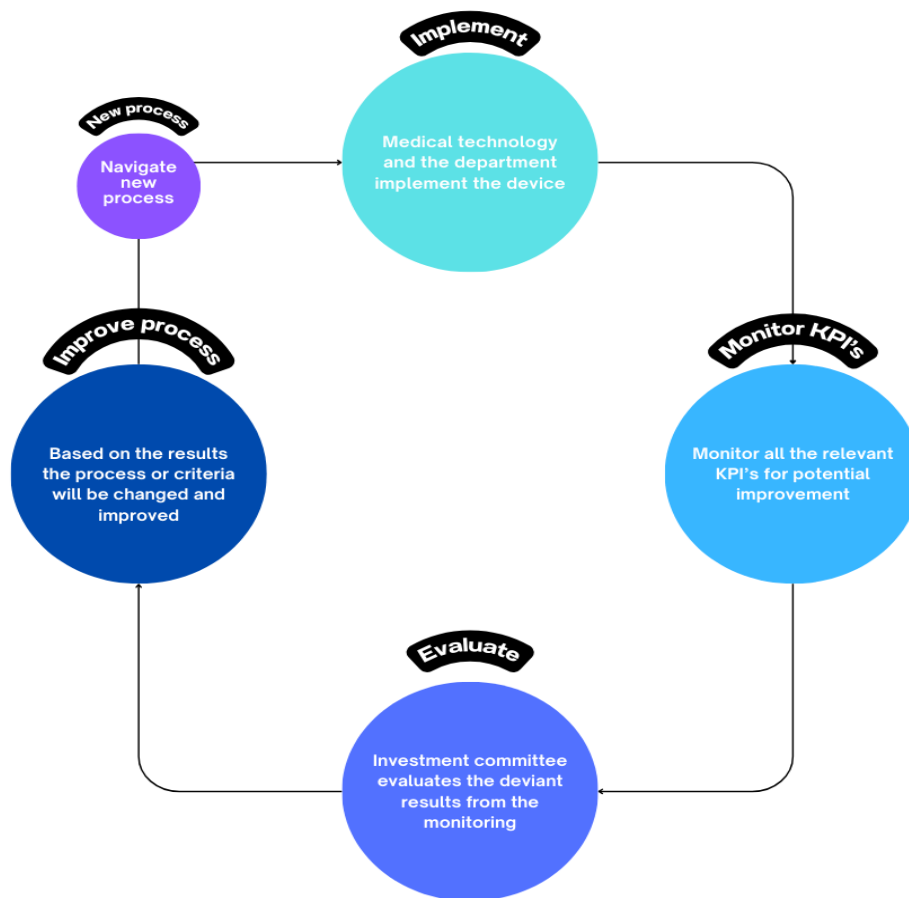 Implement
Medical technology
and the department
implement the device
New process
Navigate
new
process
Improve process
Based on the results
the process or criteria
will be changed and
improved
Monitor KPI's
Monitor all the relevant
KPI's for potential
improvement
Evaluate
Investment committee
evaluates the deviant
results from the
monitoring